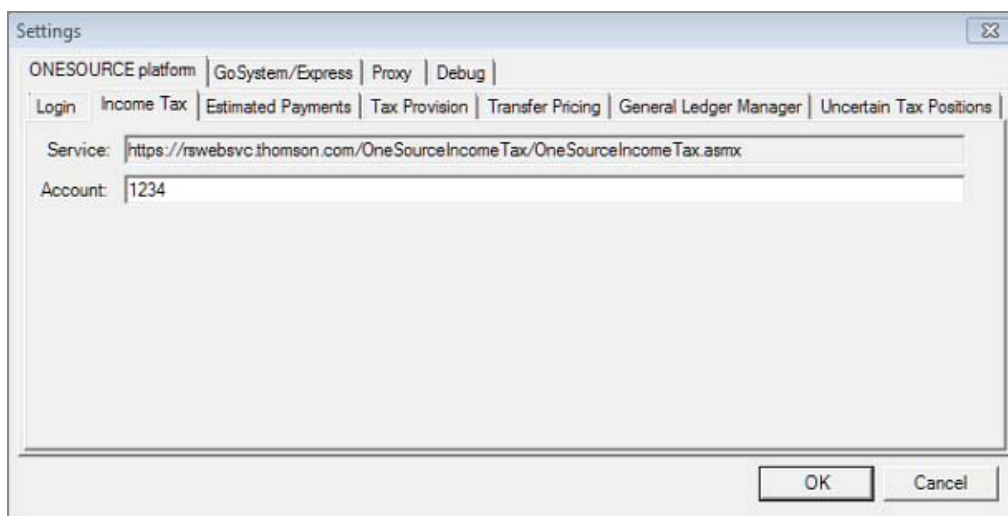 Settings
ONESOURCE platform GoSystem/Express Proxy Debug
Login Income Tax Estimated Payments Tax Provision Transfer Pricing General Ledger Manager Uncertain Tax Positions
Service: https://rswebsvc.thomson.com/OneSourceIncomeTax/OneSourceIncomeTax.asmx
Account: 1234
OK Cancel